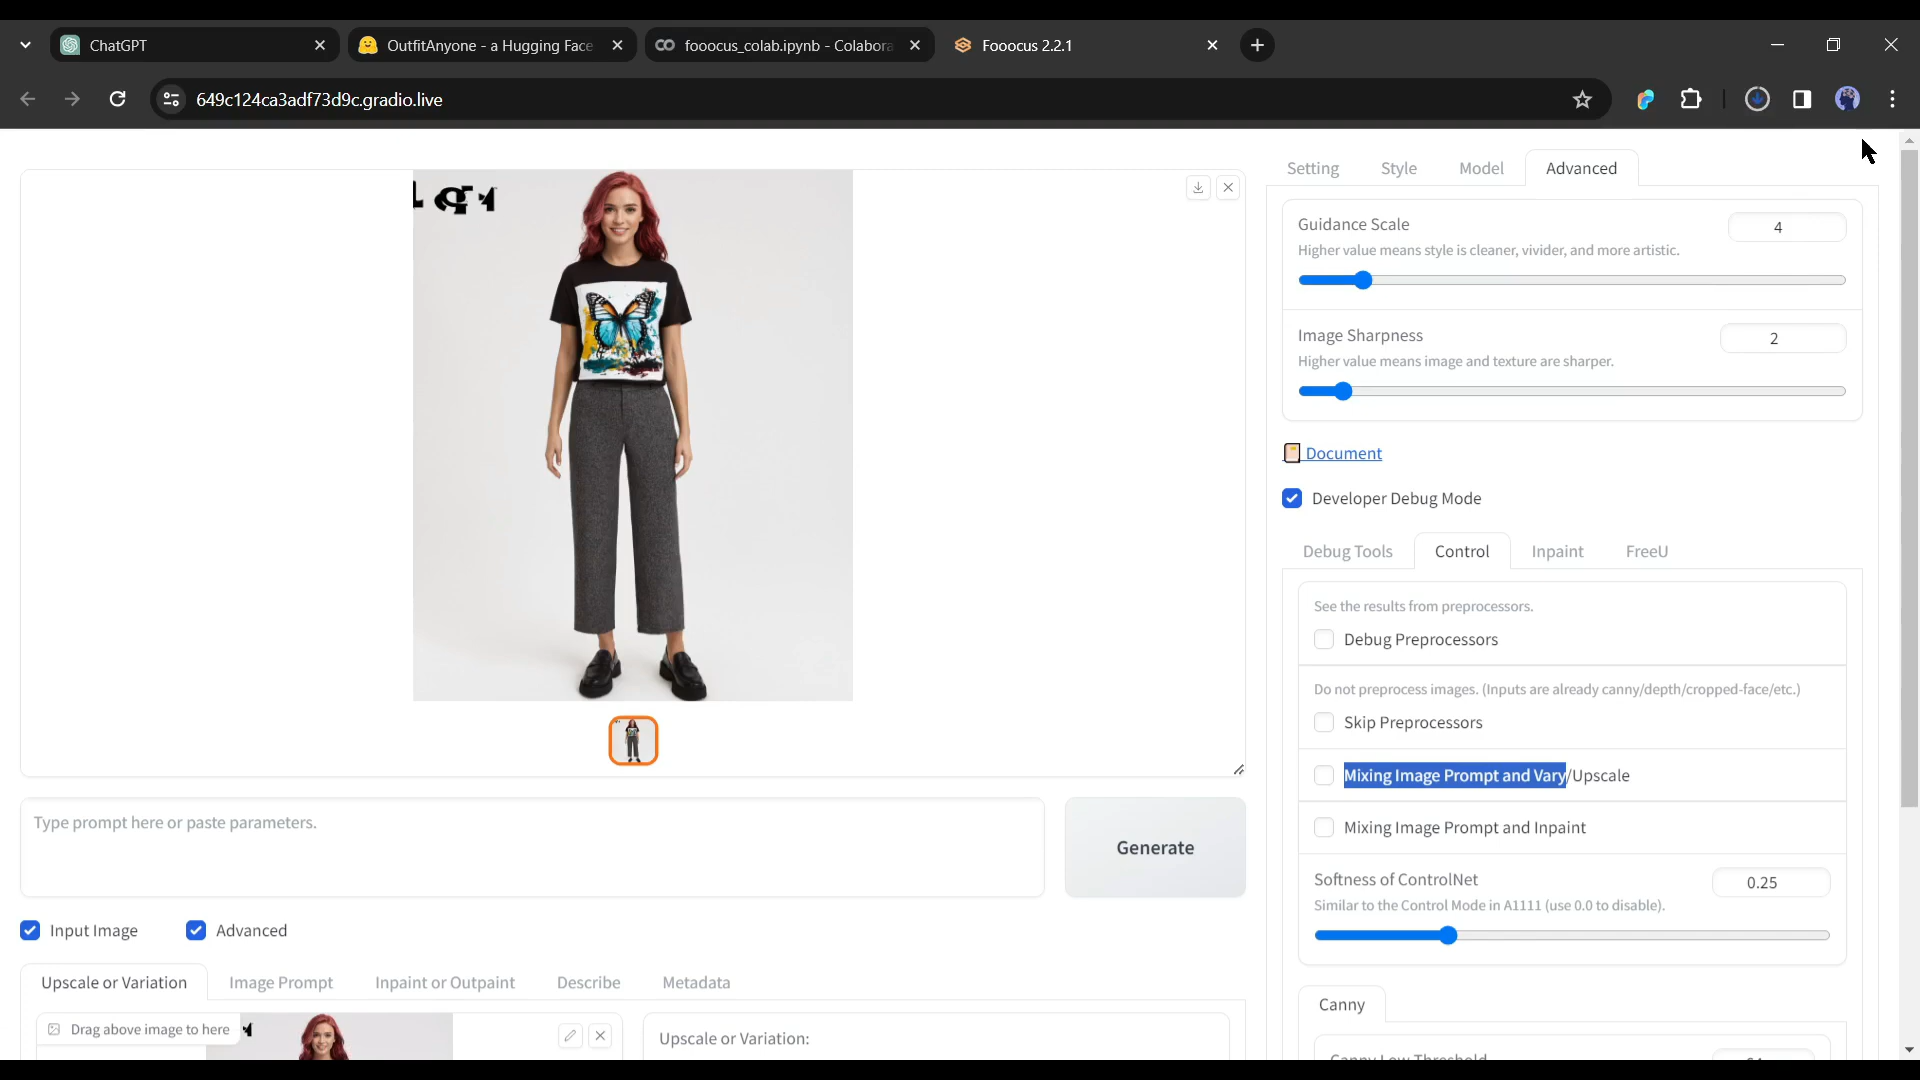 ChatGPT
OutfitAnyone - a Hugging Face
fooocus_colab.ipynb - Colabora
Fooocus 2.2.1
649c124ca3adf73d9c.gradio.live
Setting
Style
Model
Advanced
Guidance Scale
4
Higher value means style is cleaner, vivider, and more artistic.
Image Sharpness
2
Higher value means image and texture are sharper.
Document
Developer Debug Mode
Debug Tools
Control
Inpaint
FreeU
See the results from preprocessors.
Debug Preprocessors
Do not preprocess images. (Inputs are already canny/depth/cropped-face/etc.)
Skip Preprocessors
Mixing Image Prompt and Vary/Upscale
Mixing Image Prompt and Inpaint
Softness of ControlNet
0.25
Similar to the Control Mode in A1111 (use 0.0 to disable).
Canny
Canny Low Threshold
Type prompt here or paste parameters.
Generate
Input Image
Advanced
Upscale or Variation
Image Prompt
Inpaint or Outpaint
Describe
Metadata
Drag above image to here
Upscale or Variation: